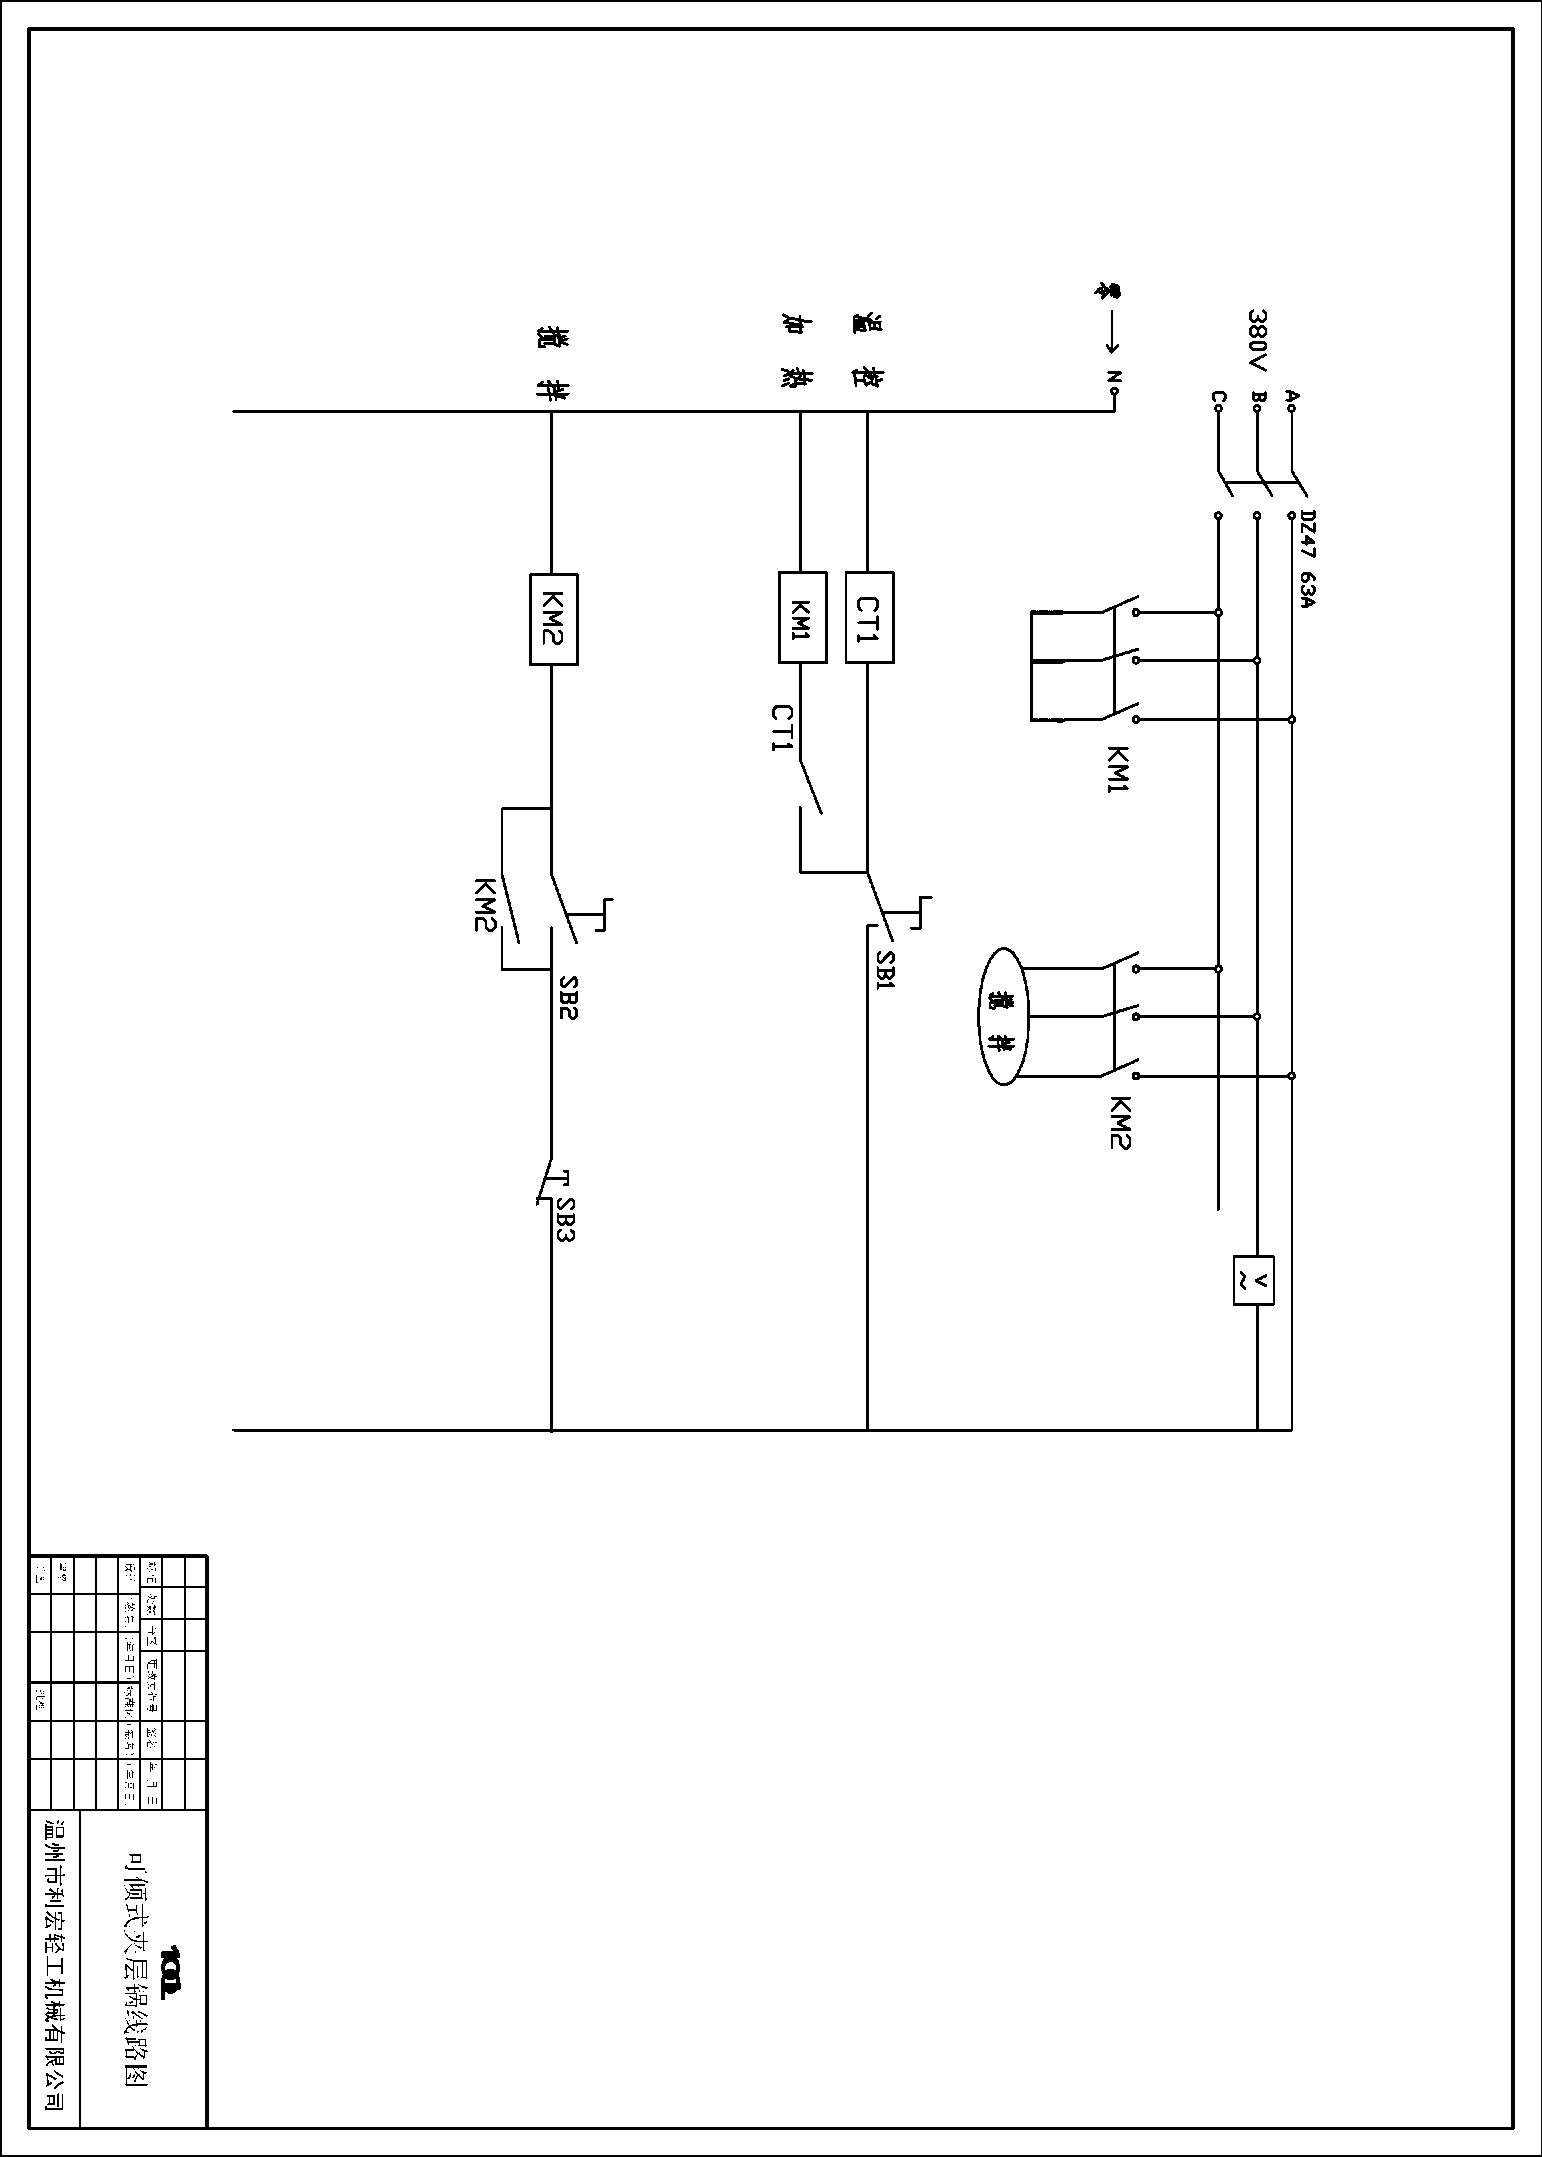 380V
A
B
C
DZ47 63A
零
N
KM1
KM2
搅 拌
V
~
温 控
CT1
SB1
加 热
KM1
CT1
搅 拌
KM2
SB2
KM2
SB3
可倾式夹层锅线路图
温州市利宏轻工机械有限公司